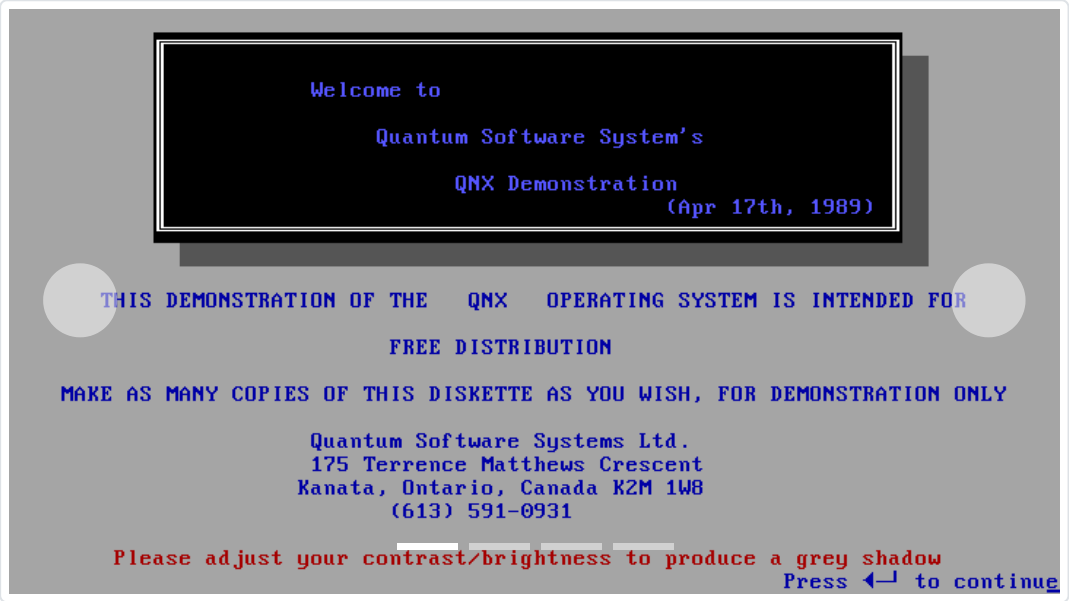 Welcome to
Quantum Software System's
QNX Demonstration
(Apr 17th, 1989)
THIS DEMONSTRATION OF THE QNX OPERATING SYSTEM IS INTENDED FOR
FREE DISTRIBUTION
MAKE AS MANY COPIES OF THIS DISKETTE AS YOU WISH, FOR DEMONSTRATION ONLY
Quantum Software Systems Ltd.
175 Terrence Matthews Crescent
Kanata, Ontario, Canada K2M 1W8
(613) 591-0931
Please adjust your contrast/brightness to produce a grey shadow
Press ◄─┘ to continue